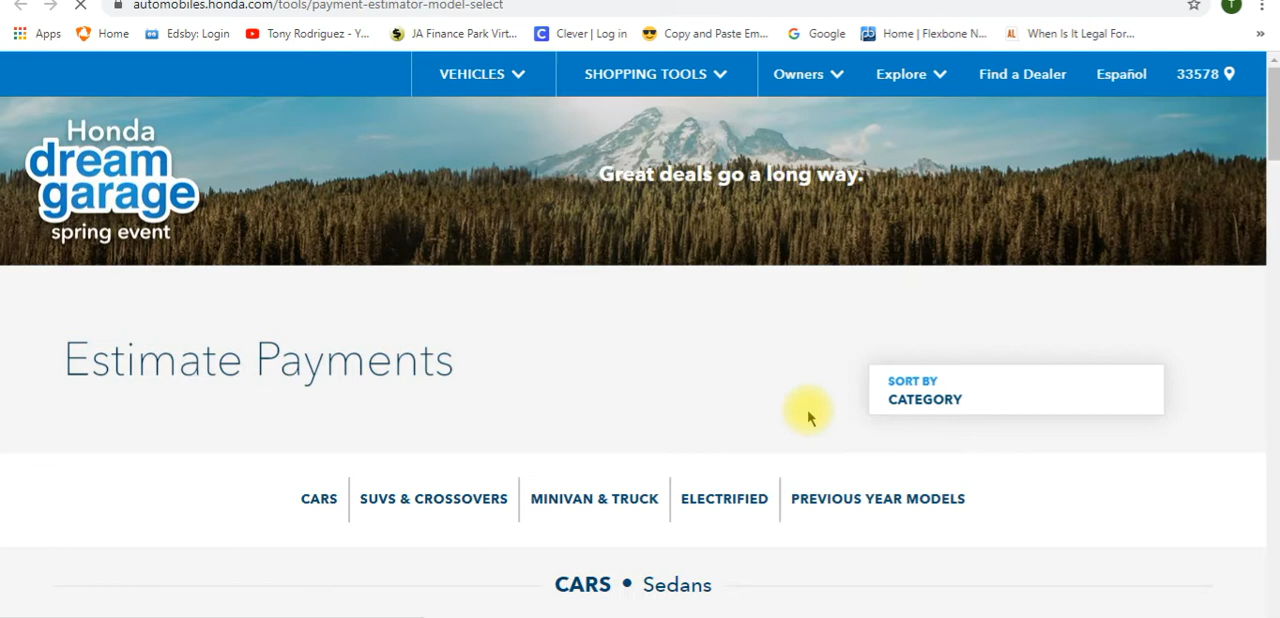 automobiles.honda.com/tools/payment-estimator-model-select
T
Apps Home Edsby: Login Tony Rodriguez - Y... JA Finance Park Virt... Clever | Log in Copy and Paste Em... Google Home | Flexbone N... AL When Is It Legal For... »
VEHICLES SHOPPING TOOLS Owners Explore Find a Dealer Español 33578
Honda
dream
garage
spring event
Great deals go a long way.
Estimate Payments
SORT BY
CATEGORY
CARS SUVS & CROSSOVERS MINIVAN & TRUCK ELECTRIFIED PREVIOUS YEAR MODELS
CARS • Sedans